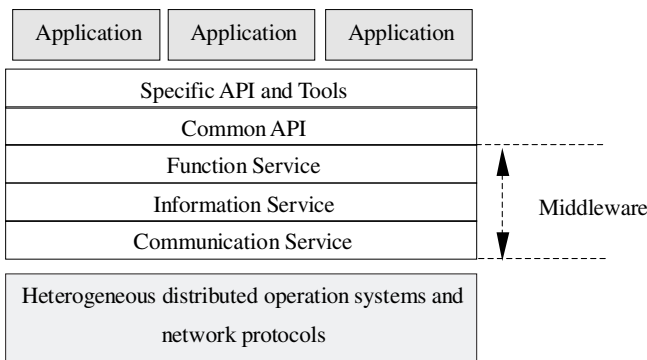 Application Application Application
Specific API and Tools
Common API
Function Service
Information Service
Middleware
Communication Service
Heterogeneous distributed operation systems and
network protocols